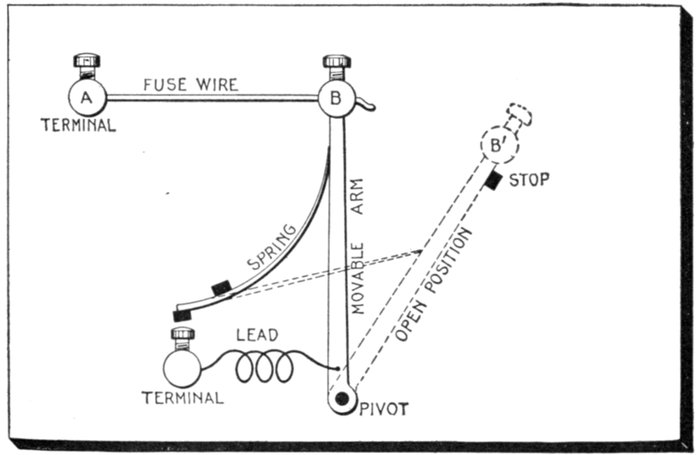 FUSE WIRE
A
B
TERMINAL
B'
STOP
MOVABLE ARM
SPRING
OPEN POSITION
LEAD
TERMINAL
PIVOT